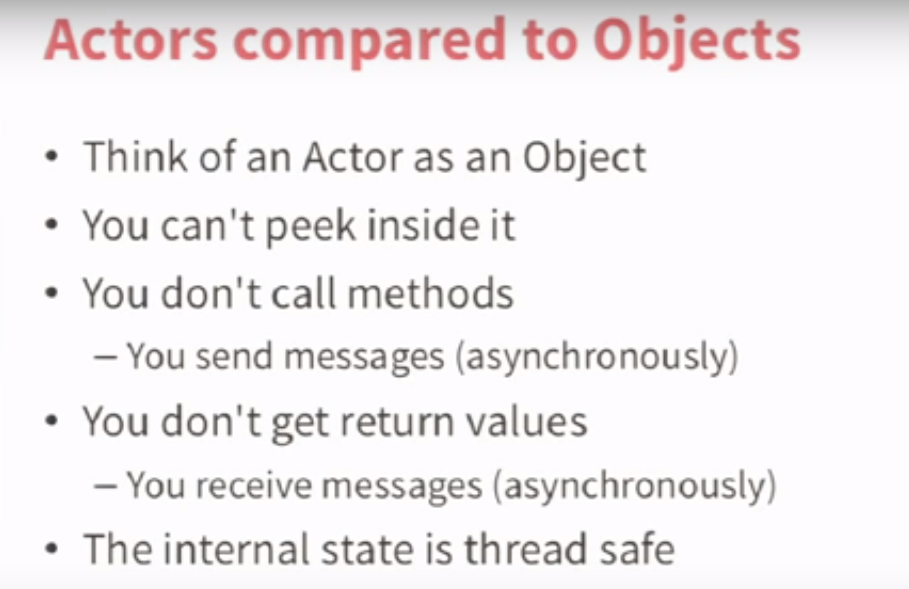 Actors compared to Objects
• Think of an Actor as an Object
• You can't peek inside it
• You don't call methods
– You send messages (asynchronously)
• You don't get return values
– You receive messages (asynchronously)
• The internal state is thread safe